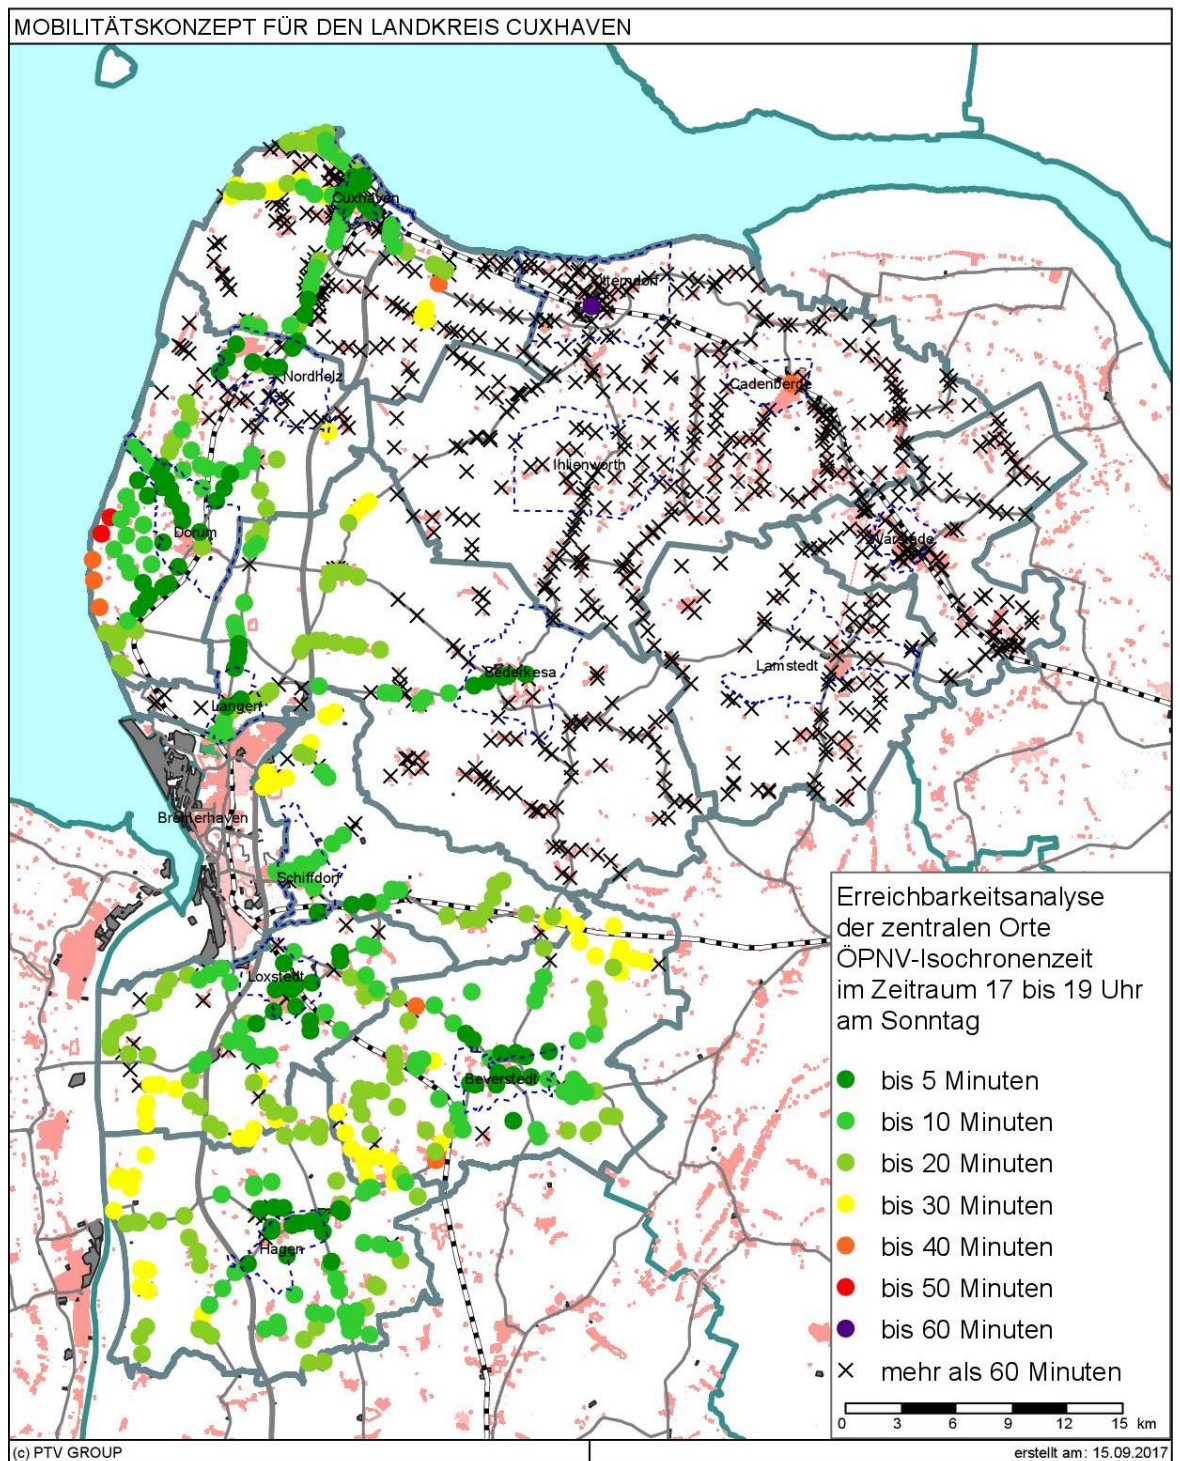 MOBILITÄTSKONZEPT FÜR DEN LANDKREIS CUXHAVEN
Cuxhaven
Otterndorf
Nordholz
Cadenberge
Ihlienworth
Dorum
Warstade
Lamstedt
Bederkesa
Langen
Bremerhaven
Schiffdorf
Loxstedt
Beverstedt
Hagen
Erreichbarkeitsanalyse
der zentralen Orte
ÖPNV-Isochronenzeit
im Zeitraum 17 bis 19 Uhr
am Sonntag
bis 5 Minuten
bis 10 Minuten
bis 20 Minuten
bis 30 Minuten
bis 40 Minuten
bis 50 Minuten
bis 60 Minuten
mehr als 60 Minuten
0 3 6 9 12 15 km
(c) PTV GROUP
erstellt am: 15.09.2017